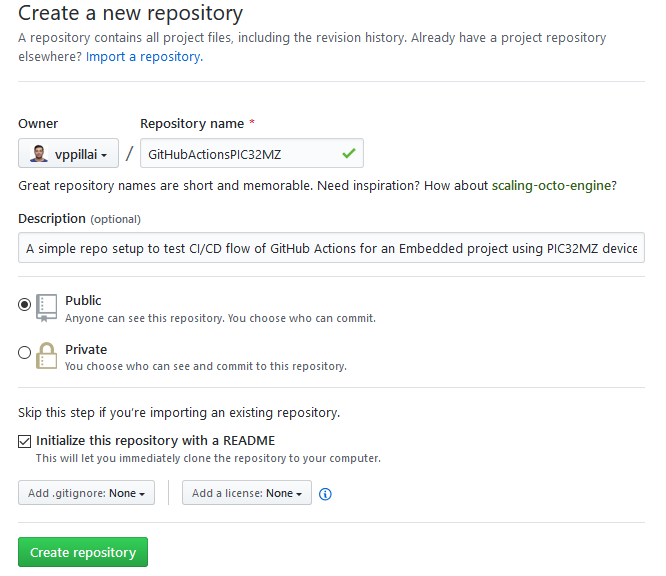 Create a new repository
A repository contains all project files, including the revision history. Already have a project repository
elsewhere? Import a repository.
Owner
Repository name *
vppillai
/
GitHubActionsPIC32MZ
Great repository names are short and memorable. Need inspiration? How about scaling-octo-engine?
Description (optional)
A simple repo setup to test CI/CD flow of GitHub Actions for an Embedded project using PIC32MZ device
Public
Anyone can see this repository. You choose who can commit.
Private
You choose who can see and commit to this repository.
Skip this step if you're importing an existing repository.
Initialize this repository with a README
This will let you immediately clone the repository to your computer.
Add .gitignore: None
Add a license: None
Create repository